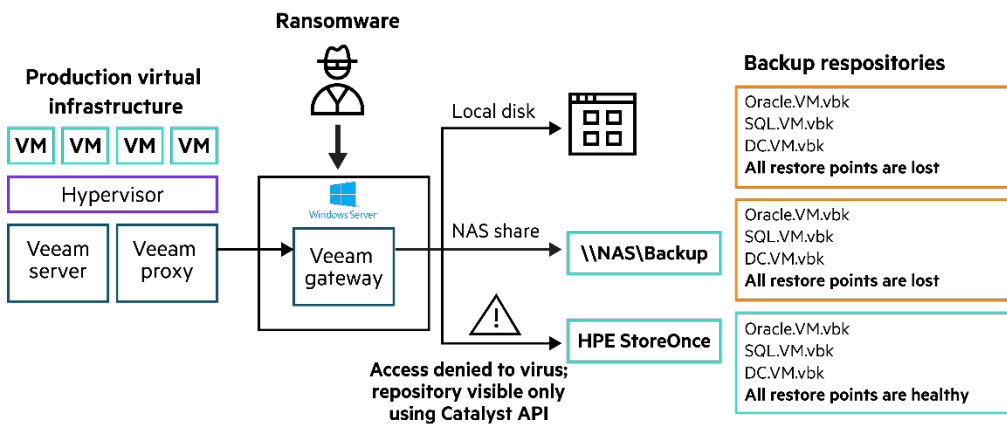 Ransomware
Production virtual
infrastructure
VM VM VM VM
Hypervisor
Veeam
server
Veeam
proxy
Windows Server
Veeam
gateway
Local disk
NAS share
\\NAS\Backup
HPE StoreOnce
Access denied to virus;
repository visible only
using Catalyst API
Backup respositories
Oracle.VM.vbk
SQL.VM.vbk
DC.VM.vbk
All restore points are lost
Oracle.VM.vbk
SQL.VM.vbk
DC.VM.vbk
All restore points are lost
Oracle.VM.vbk
SQL.VM.vbk
DC.VM.vbk
All restore points are healthy